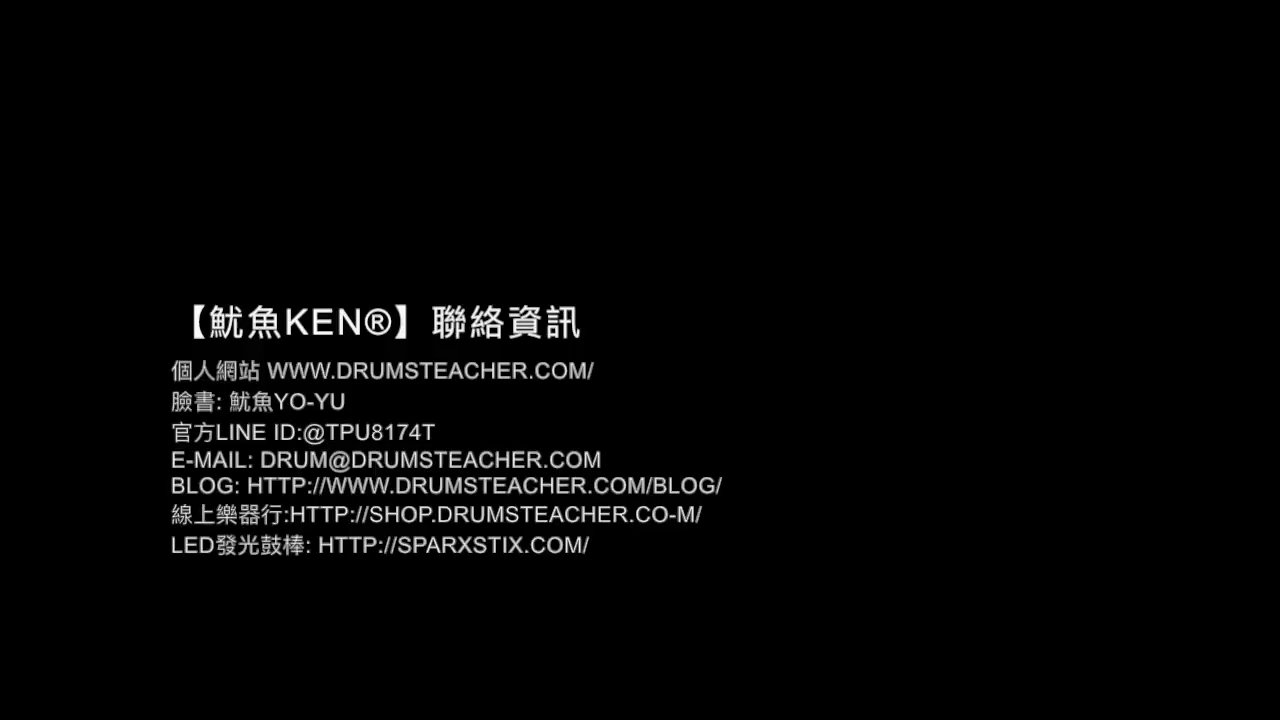 【魷魚KEN®】聯絡資訊
個人網站 WWW.DRUMSTEACHER.COM/
臉書: 魷魚YO-YU
官方LINE ID:@TPU8174T
E-MAIL: DRUM@DRUMSTEACHER.COM
BLOG: HTTP://WWW.DRUMSTEACHER.COM/BLOG/
線上樂器行:HTTP://SHOP.DRUMSTEACHER.CO-M/
LED發光鼓棒: HTTP://SPARXSTIX.COM/